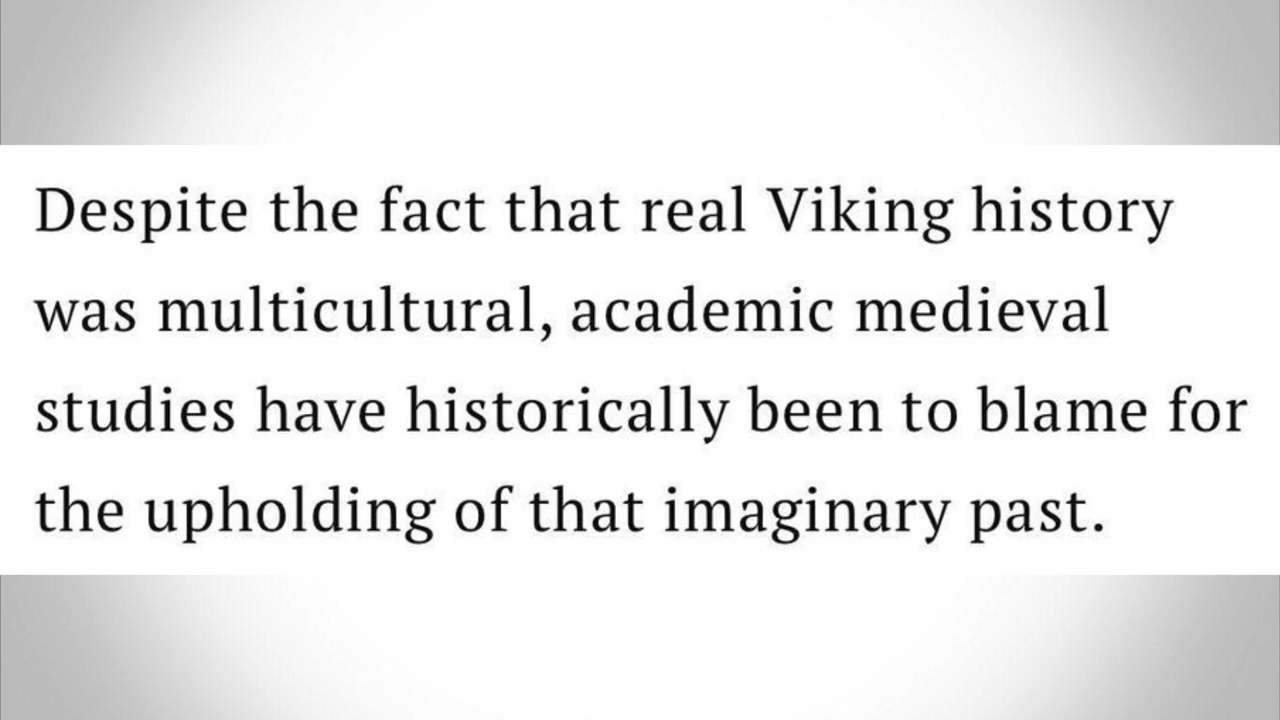 Despite the fact that real Viking history
was multicultural, academic medieval
studies have historically been to blame for
the upholding of that imaginary past.